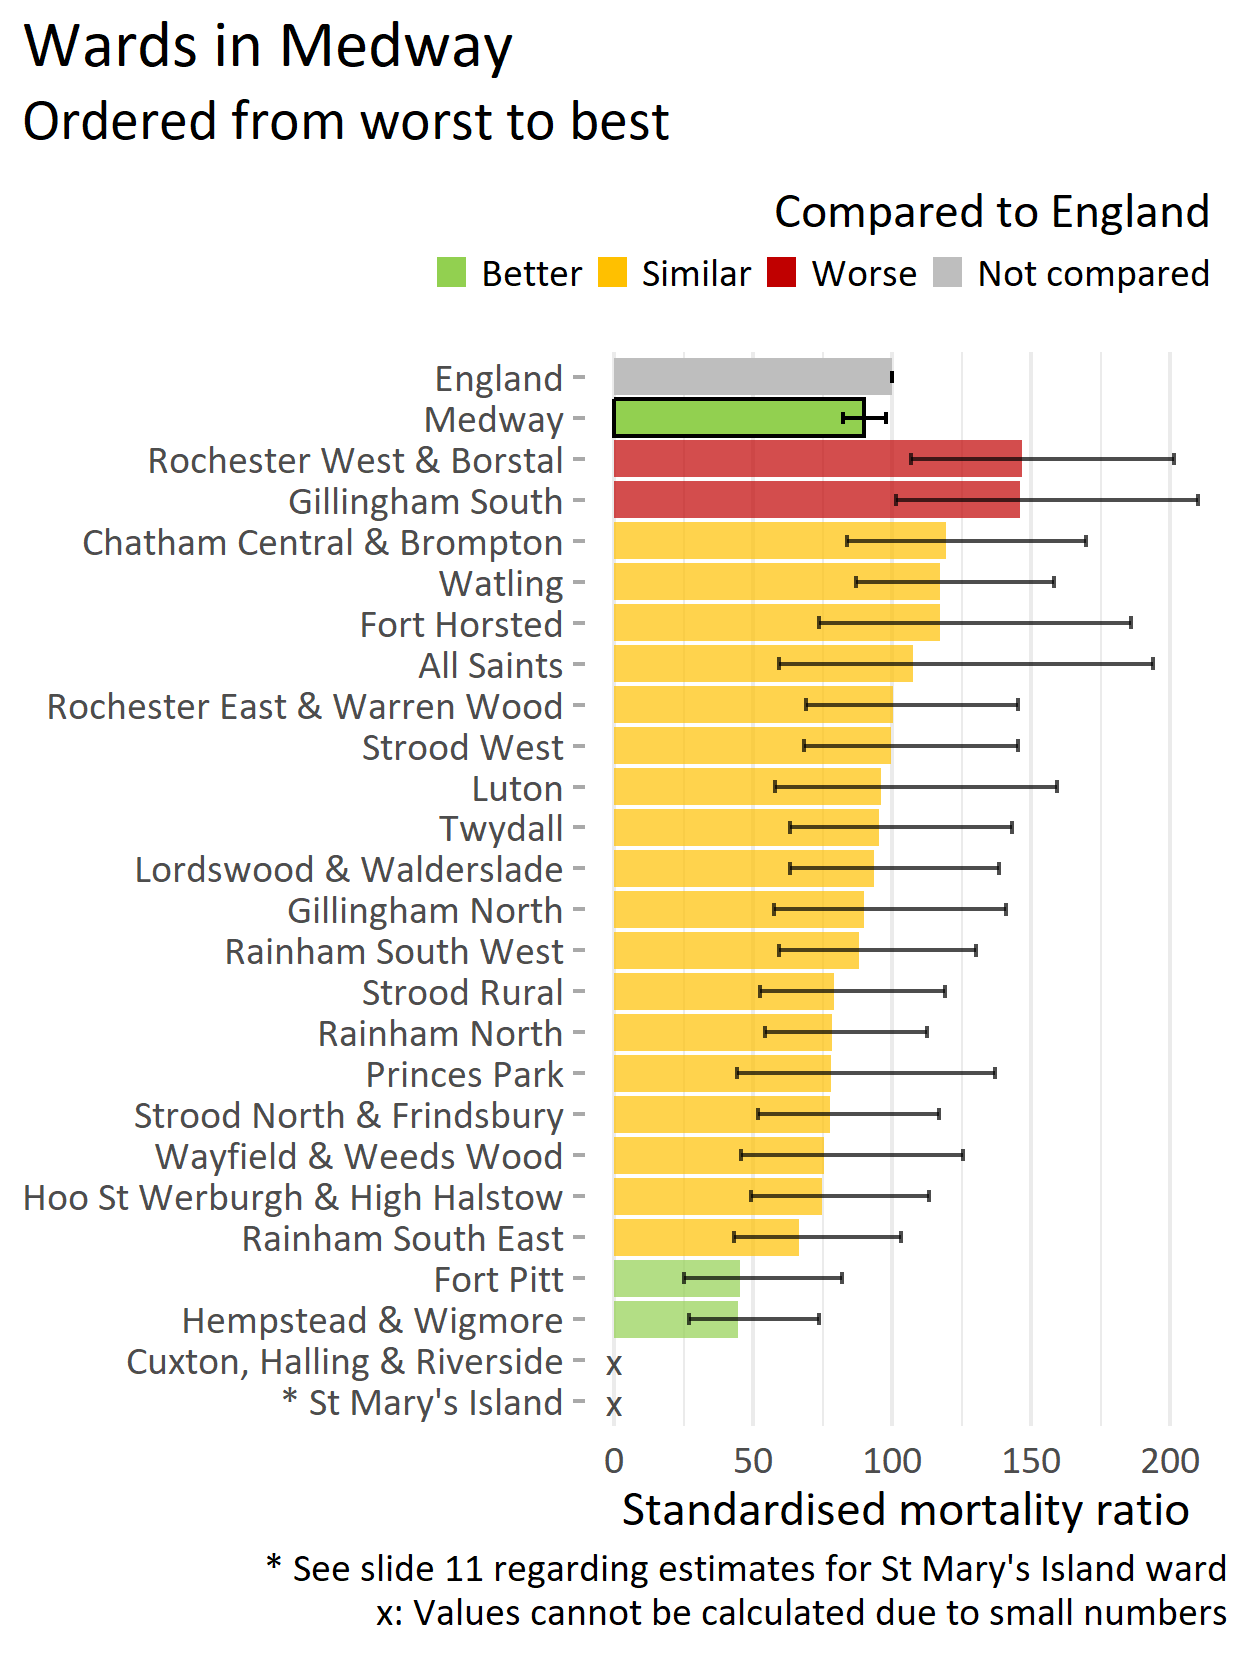 Wards in Medway
Ordered from worst to best
Compared to England
Better Similar Worse Not compared
England
Medway
Rochester West & Borstal
Gillingham South
Chatham Central & Brompton
Watling
Fort Horsted
All Saints
Rochester East & Warren Wood
Strood West
Luton
Twydall
Lordswood & Walderslade
Gillingham North
Rainham South West
Strood Rural
Rainham North
Princes Park
Strood North & Frindsbury
Wayfield & Weeds Wood
Hoo St Werburgh & High Halstow
Rainham South East
Fort Pitt
Hempstead & Wigmore
Cuxton, Halling & Riverside x
* St Mary's Island x
0 50 100 150 200
Standardised mortality ratio
* See slide 11 regarding estimates for St Mary's Island ward
x: Values cannot be calculated due to small numbers